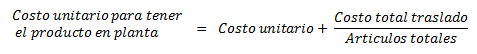 Costo unitario para tener
el producto en planta = Costo unitario + Costo total traslado / Articulos totales